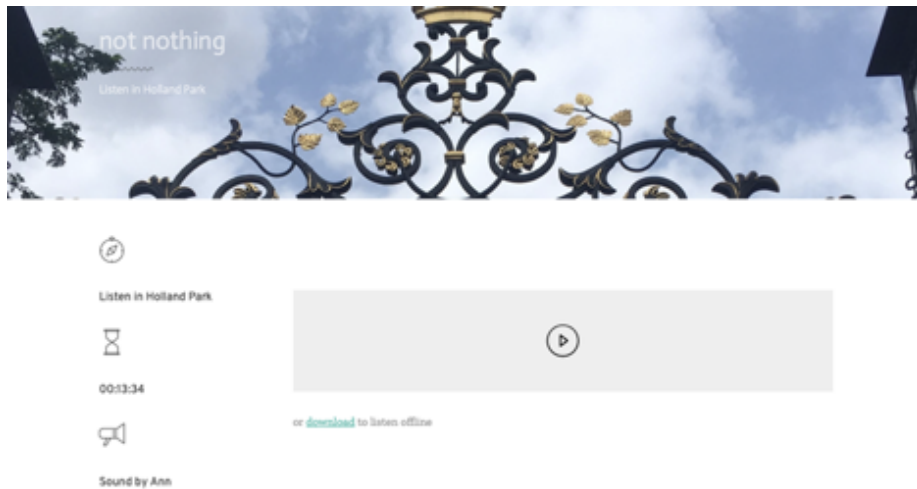 not nothing
Listen in Holland Park
Listen in Holland Park
00:13:34
or download to listen offline
Sound by Ann